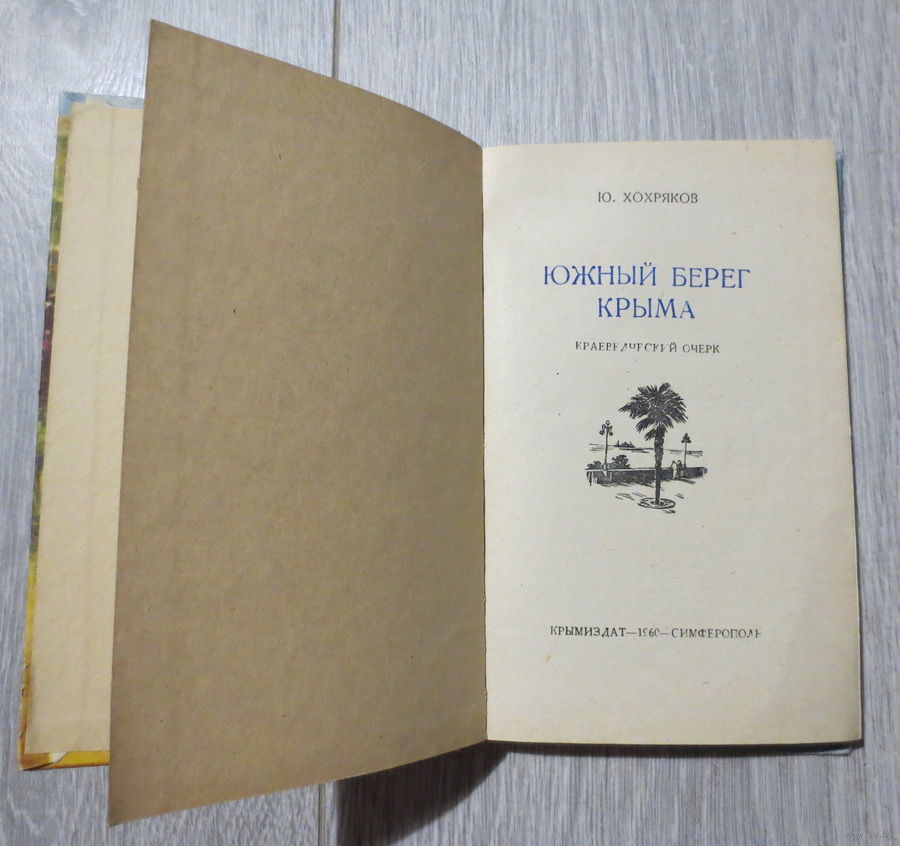 Ю. ХОХРЯКОВ
ЮЖНЫЙ БЕРЕГ
КРЫМА
КРАЕВЕДЧЕСКИЙ ОЧЕРК
КРЫМИЗДАТ—1960—СИМФЕРОПОЛЬ